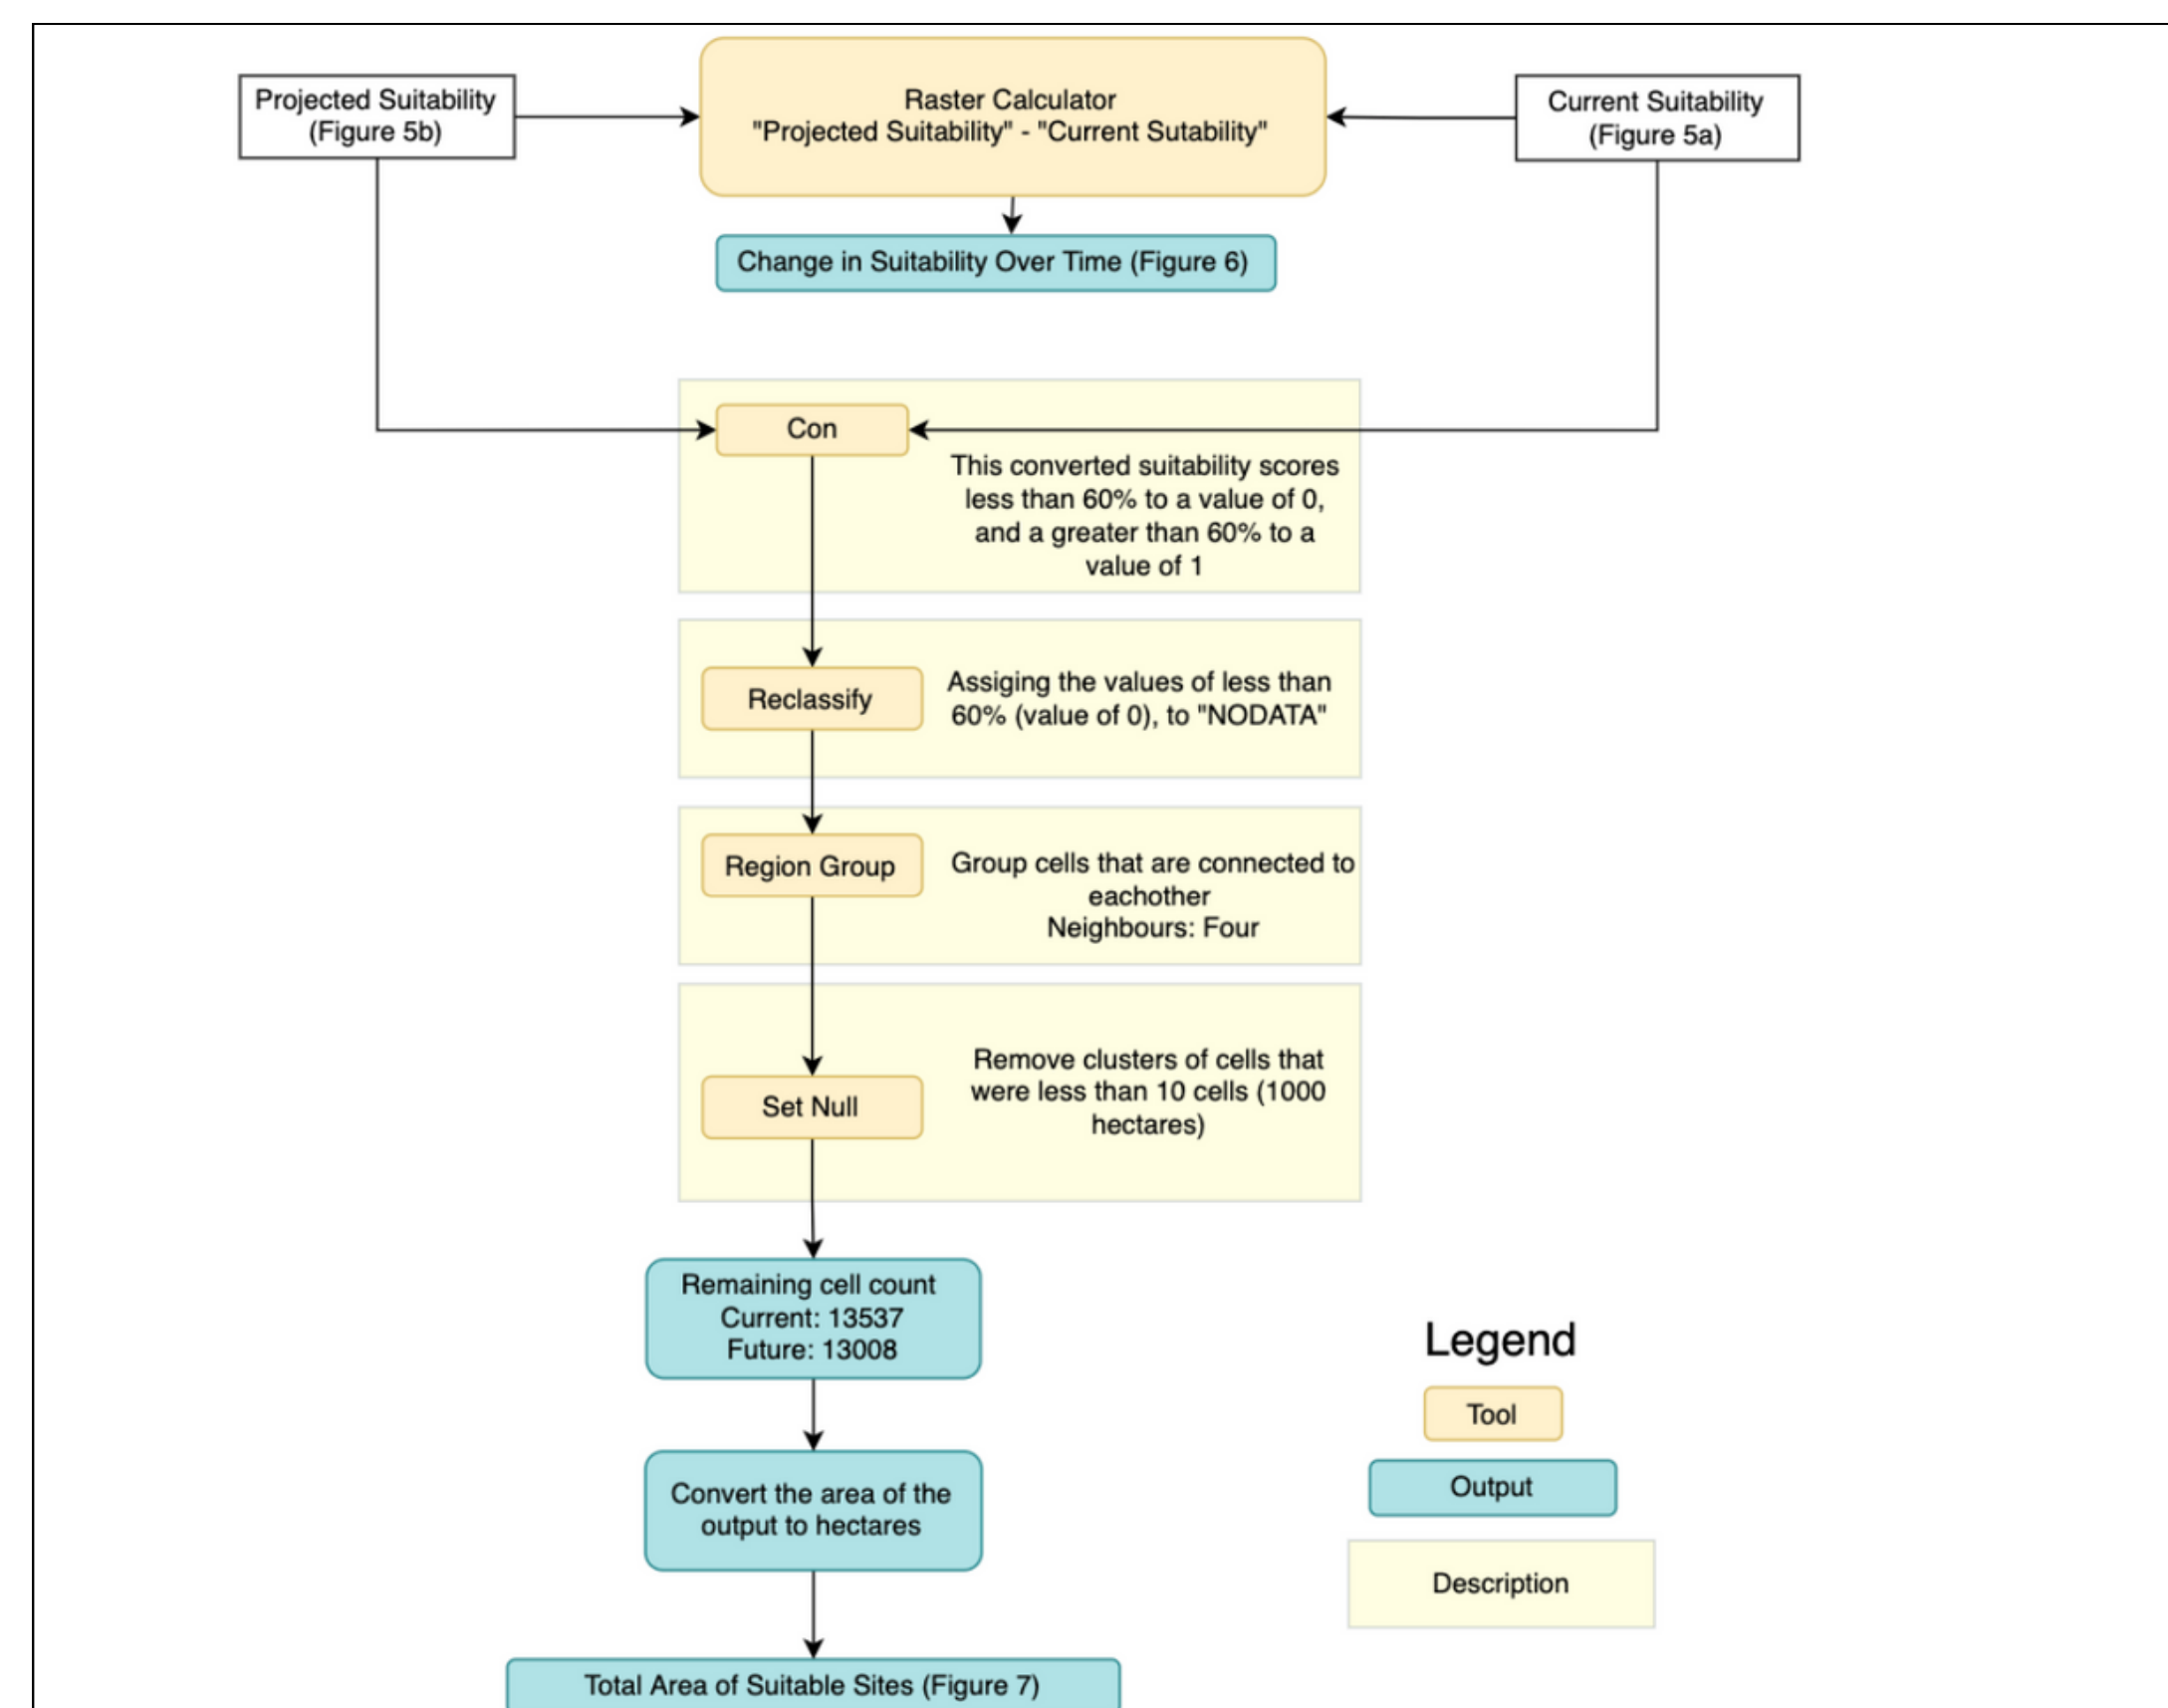 Projected Suitability
(Figure 5b)
Raster Calculator
"Projected Suitability" - "Current Sutability"
Current Suitability
(Figure 5a)
Change in Suitability Over Time (Figure 6)
Con
This converted suitability scores
less than 60% to a value of 0,
and a greater than 60% to a
value of 1
Reclassify
Assiging the values of less than
60% (value of 0), to "NODATA"
Region Group
Group cells that are connected to
eachother
Neighbours: Four
Set Null
Remove clusters of cells that
were less than 10 cells (1000
hectares)
Remaining cell count
Current: 13537
Future: 13008
Convert the area of the
output to hectares
Total Area of Suitable Sites (Figure 7)
Legend
Tool
Output
Description